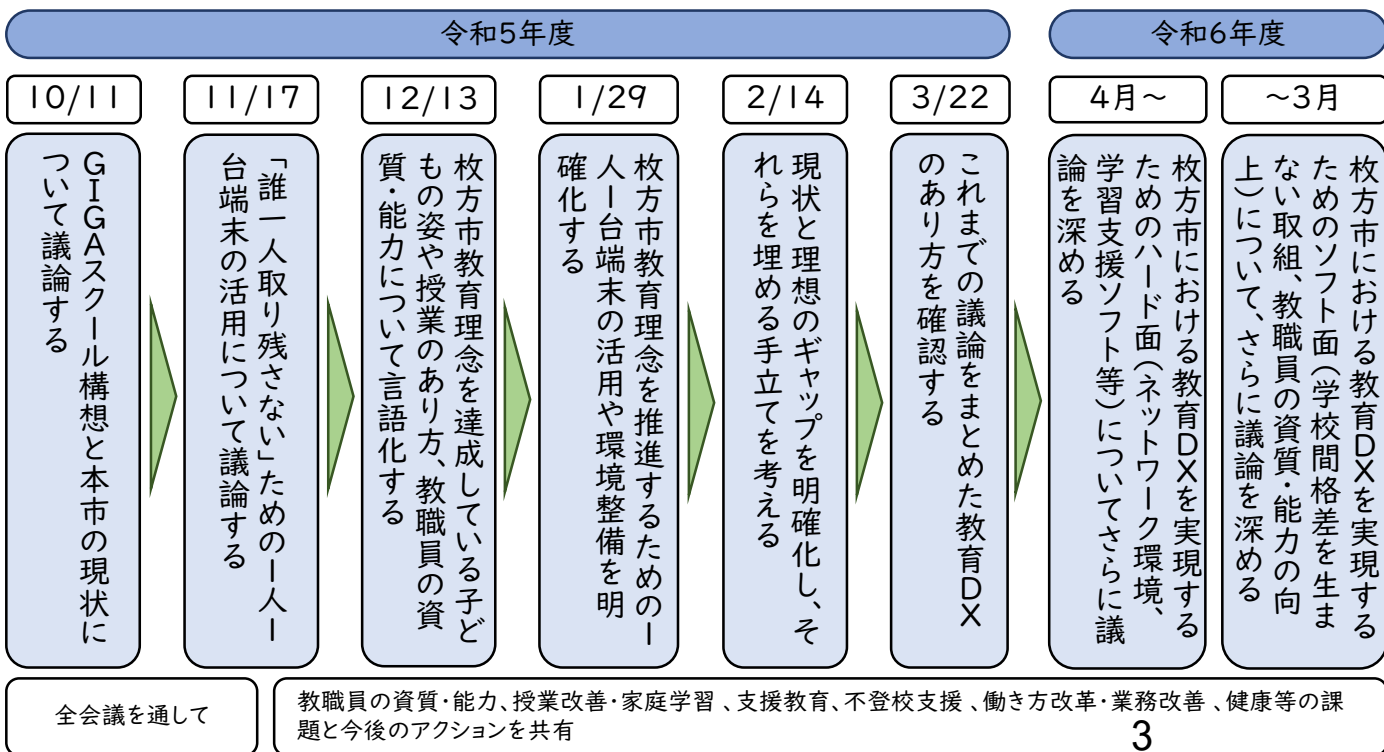 令和5年度
令和6年度
10/11
11/17
12/13
1/29
2/14
3/22
4月～
～3月
GIGAスクール構想と本市の現状に
ついて議論する
「誰一人取り残さない」ための一人一
台端末の活用について議論する
枚方市教育理念を達成している子ど
もの姿や授業のあり方、教職員の資
質・能力について言語化する
枚方市教育理念を推進するための一
人一台端末の活用や環境整備を明
確化する
現状と理想のギャップを明確化し、そ
れらを埋める手立てを考える
これまでの議論をまとめた教育DX
のあり方を確認する
枚方市における教育DXを実現する
ためのハード面(ネットワーク環境、
学習支援ソフト等)についてさらに議
論を深める
枚方市における教育DXを実現する
ためのソフト面(学校間格差を生ま
ない取組、教職員の資質・能力の向
上)について、さらに議論を深める
全会議を通して
教職員の資質・能力、授業改善・家庭学習、支援教育、不登校支援、働き方改革・業務改善、健康等の課
題と今後のアクションを共有
3